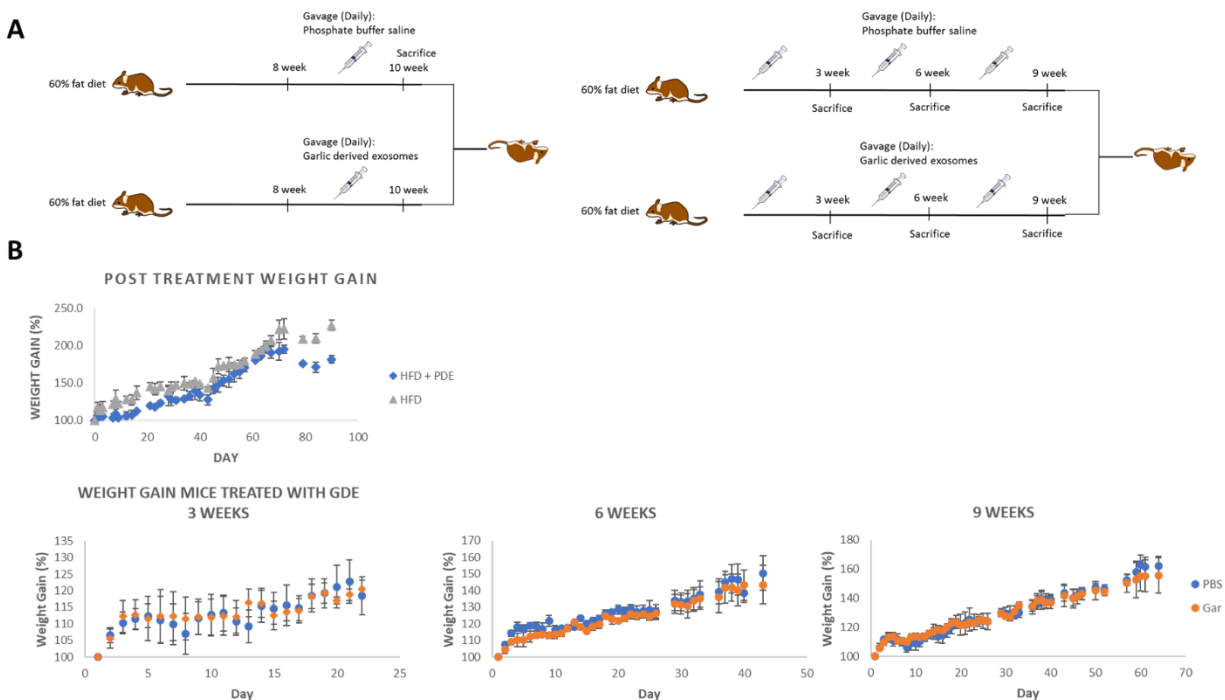 A
Gavage (Daily):
Phosphate buffer saline
Sacrifice
8 week
10 week
60% fat diet
Gavage (Daily):
Garlic derived exosomes
8 week
10 week
60% fat diet
Gavage (Daily):
Phosphate buffer saline
3 week
6 week
9 week
60% fat diet
Sacrifice
Sacrifice
Sacrifice
Gavage (Daily):
Garlic derived exosomes
3 week
6 week
9 week
60% fat diet
Sacrifice
Sacrifice
Sacrifice
B
POST TREATMENT WEIGHT GAIN
WEIGHT GAIN (%)
250.0
200.0
150.0
100.0
0 20 40 60 80 100
DAY
HFD + PDE
HFD
WEIGHT GAIN MICE TREATED WITH GDE
3 WEEKS
Weight Gain (%)
135
130
125
120
115
110
105
100
0 5 10 15 20 25
Day
6 WEEKS
Weight Gain (%)
170
160
150
140
130
120
110
100
0 10 20 30 40 50
Day
9 WEEKS
Weight Gain (%)
180
160
140
120
100
0 10 20 30 40 50 60 70
Day
PBS
Gar